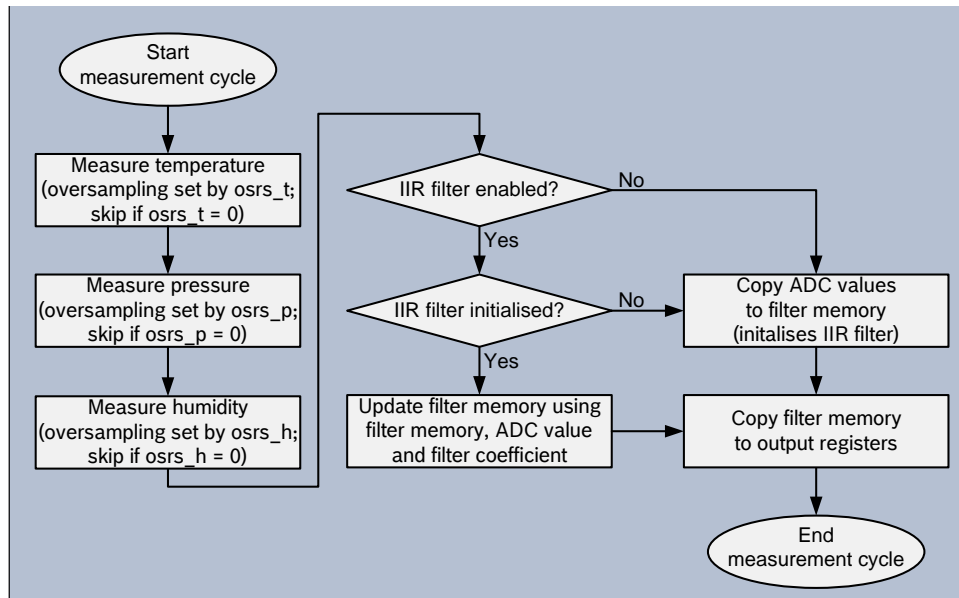 Start
measurement cycle
Measure temperature
(oversampling set by osrs_t;
skip if osrs_t = 0)
Measure pressure
(oversampling set by osrs_p;
skip if osrs_p = 0)
Measure humidity
(oversampling set by osrs_h;
skip if osrs_h = 0)
IIR filter enabled?
No
Yes
IIR filter initialised?
No
Yes
Update filter memory using
filter memory, ADC value
and filter coefficient
Copy ADC values
to filter memory
(initalises IIR filter)
Copy filter memory
to output registers
End
measurement cycle